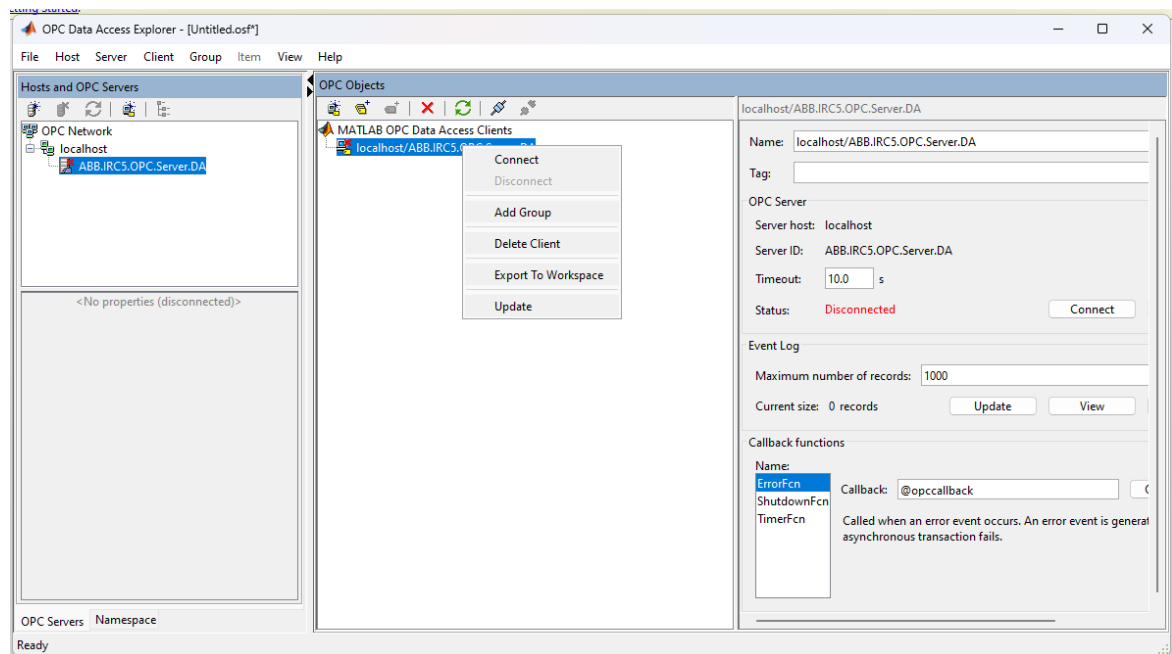 etting Started.
OPC Data Access Explorer - [Untitled.osf*]
File Host Server Client Group Item View Help
Hosts and OPC Servers
OPC Network
localhost
ABB.IRC5.OPC.Server.DA
<No properties (disconnected)>
OPC Servers Namespace
Ready
OPC Objects
MATLAB OPC Data Access Clients
localhost/ABB.IRC5.OPC.Server.DA
Connect
Disconnect
Add Group
Delete Client
Export To Workspace
Update
localhost/ABB.IRC5.OPC.Server.DA
Name: localhost/ABB.IRC5.OPC.Server.DA
Tag:
OPC Server
Server host: localhost
Server ID: ABB.IRC5.OPC.Server.DA
Timeout: 10.0 s
Status: Disconnected Connect
Event Log
Maximum number of records: 1000
Current size: 0 records Update View
Callback functions
Name:
ErrorFcn
ShutdownFcn
TimerFcn
Callback: @opccallback
Called when an error event occurs. An error event is generat
asynchronous transaction fails.